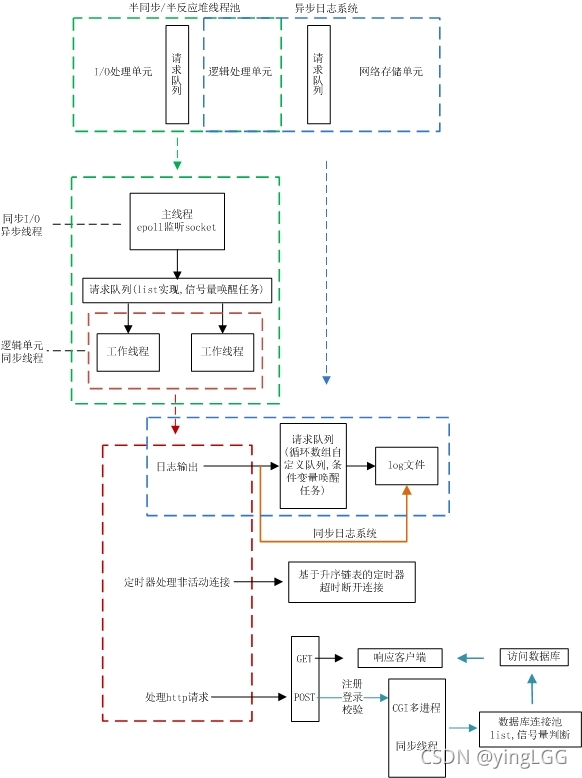 半同步/半反应堆线程池
异步日志系统
I/O处理单元
请
求
队
列
逻辑处理单元
请
求
队
列
网络存储单元
同步I/O
异步线程
主线程
epoll监听socket
请求队列(list实现,信号量唤醒任务)
逻辑单元
同步线程
工作线程
工作线程
日志输出
请求队列
(循环数组自
定义队列,条
件变量唤醒
任务)
log文件
同步日志系统
定时器处理非活动连接
基于升序链表的定时器
超时断开连接
处理http请求
GET
POST
响应客户端
访问数据库
注册
登录
校验
CGI多进程
同步线程
数据库连接池
list,信号量判断
CSDN @yingLGG